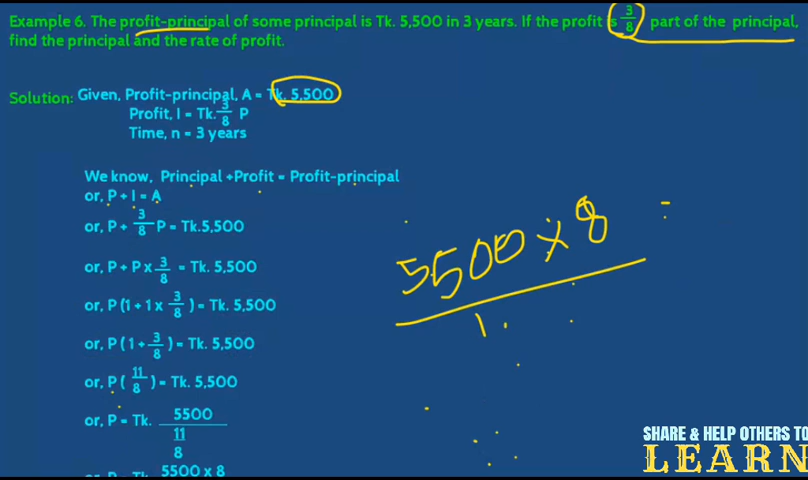 Example 6. The profit-principal of some principal is Tk. 5,500 in 3 years. If the profit is 3/8 part of the principal,
find the principal and the rate of profit.
Solution: Given, Profit-principal, A = Tk. 5,500
Profit, I = Tk. 3/8 P
Time, n = 3 years
We know, Principal +Profit = Profit-principal
or, P + I = A
or, P + 3/8 P = Tk.5,500
or, P + P x 3/8 = Tk. 5,500
or, P (1 + 1 x 3/8 ) = Tk. 5,500
or, P ( 1 + 3/8 ) = Tk. 5,500
or, P ( 11/8 ) = Tk. 5,500
or, P = Tk. 5500
11
8
5500 x 8
5500 x 8 =
1
SHARE & HELP OTHERS TO
LEARN